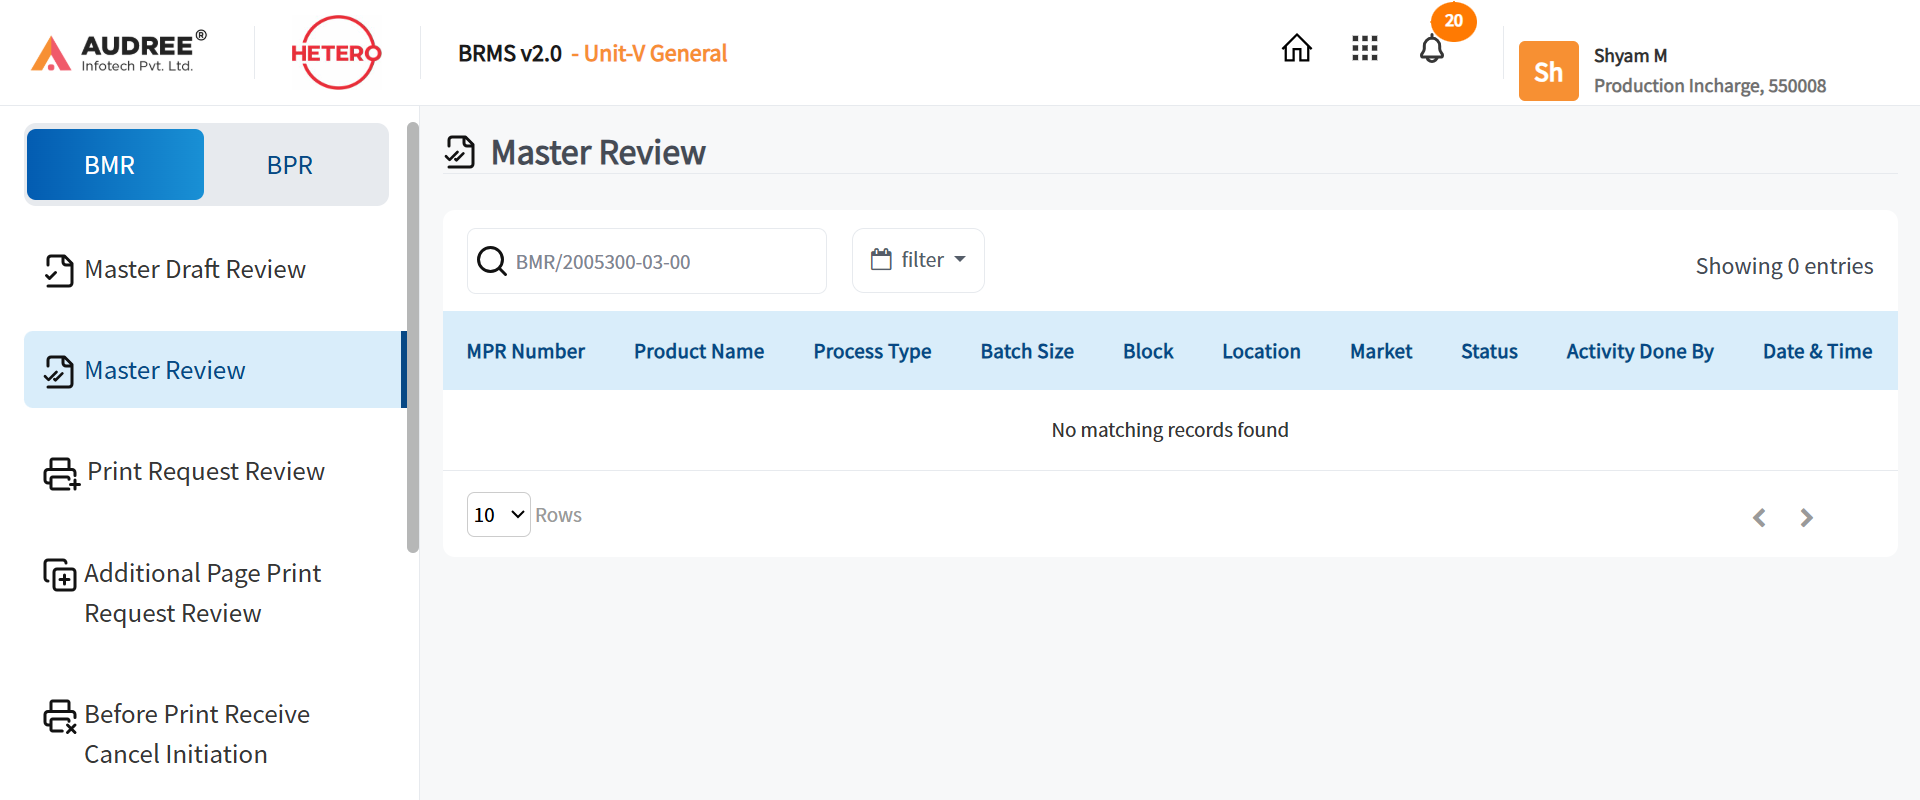 AUDREE®
Infotech Pvt. Ltd.
HETERO
BRMS v2.0 - Unit-V General
20
Sh
Shyam M
Production Incharge, 550008
BMR
BPR
Master Draft Review
Master Review
Print Request Review
Additional Page Print
Request Review
Before Print Receive
Cancel Initiation
Master Review
BMR/2005300-03-00
filter
Showing 0 entries
MPR Number Product Name Process Type Batch Size Block Location Market Status Activity Done By Date & Time
No matching records found
10 Rows